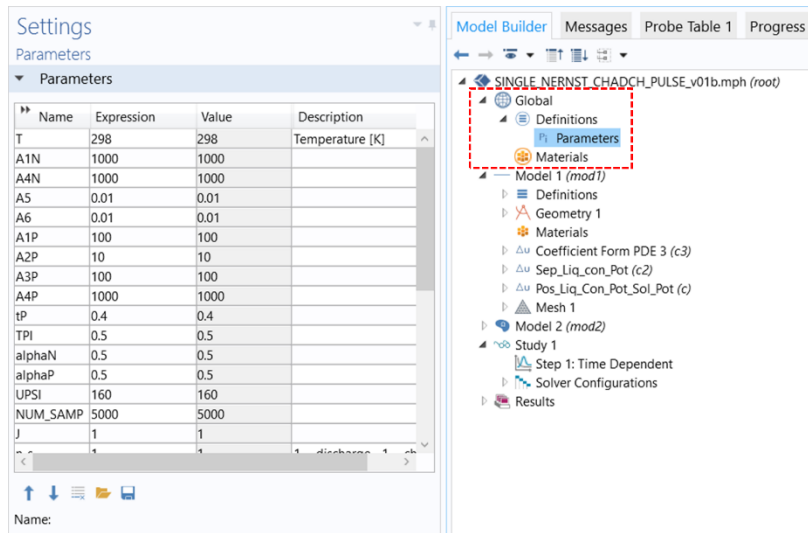 Settings
Parameters
Parameters
Name Expression Value Description
T 298 298 Temperature [K]
A1N 1000 1000
A4N 1000 1000
A5 0.01 0.01
A6 0.01 0.01
A1P 100 100
A2P 10 10
A3P 100 100
A4P 1000 1000
tP 0.4 0.4
TPI 0.5 0.5
alphaN 0.5 0.5
alphaP 0.5 0.5
UPSI 160 160
NUM_SAMP 5000 5000
J 1 1
Name:
Model Builder Messages Probe Table 1 Progress
SINGLE_NERNST_CHADCH_PULSE_v01b.mph (root)
Global
Definitions
Pi Parameters
Materials
Model 1 (mod1)
Definitions
Geometry 1
Materials
Δu Coefficient Form PDE 3 (c3)
Δu Sep_Liq_con_Pot (c2)
Δu Pos_Liq_Con_Pot_Sol_Pot (c)
Mesh 1
Model 2 (mod2)
Study 1
Step 1: Time Dependent
Solver Configurations
Results